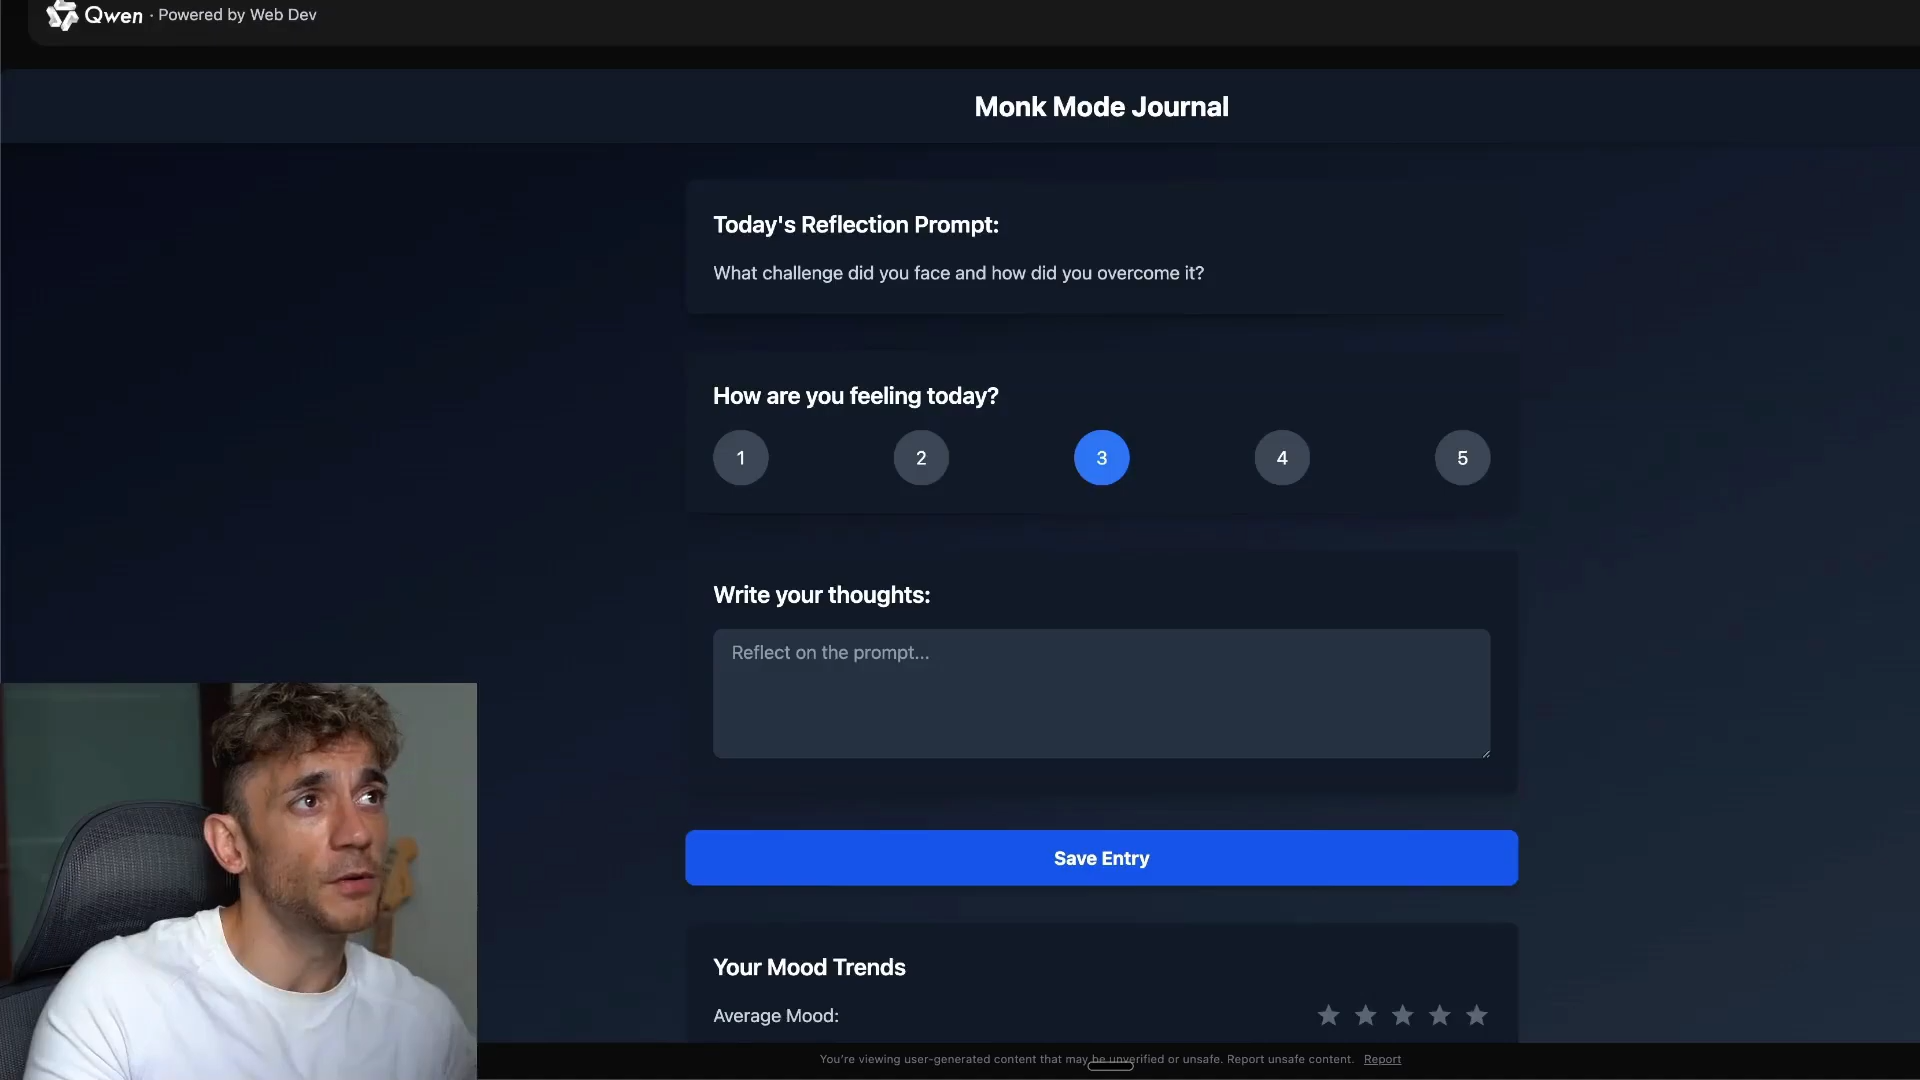 Qwen · Powered by Web Dev
Monk Mode Journal
Today's Reflection Prompt:
What challenge did you face and how did you overcome it?
How are you feeling today?
1 2 3 4 5
Write your thoughts:
Reflect on the prompt...
Save Entry
Your Mood Trends
Average Mood:
You're viewing user-generated content that may be unverified or unsafe. Report unsafe content. Report